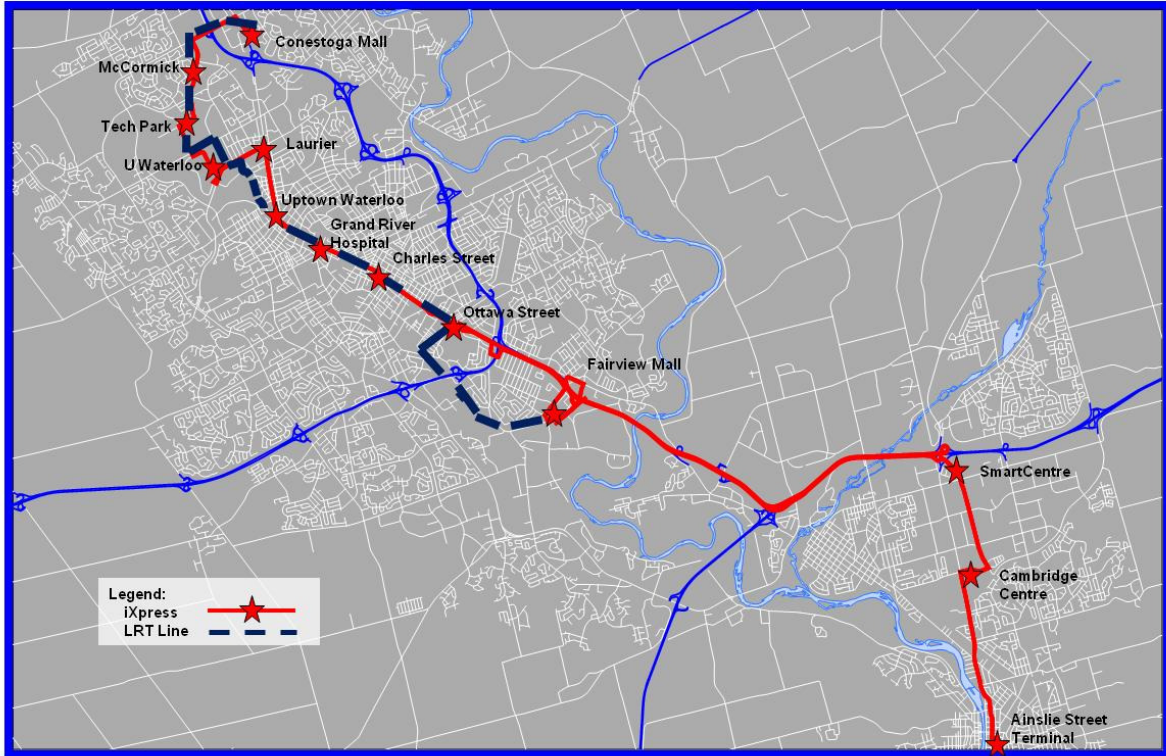 Conestoga Mall
McCormick
Tech Park
Laurier
U Waterloo
Uptown Waterloo
Grand River
Hospital
Charles Street
Ottawa Street
Fairview Mall
SmartCentre
Cambridge
Centre
Legend:
iXpress
LRT Line
Ainslie Street
Terminal